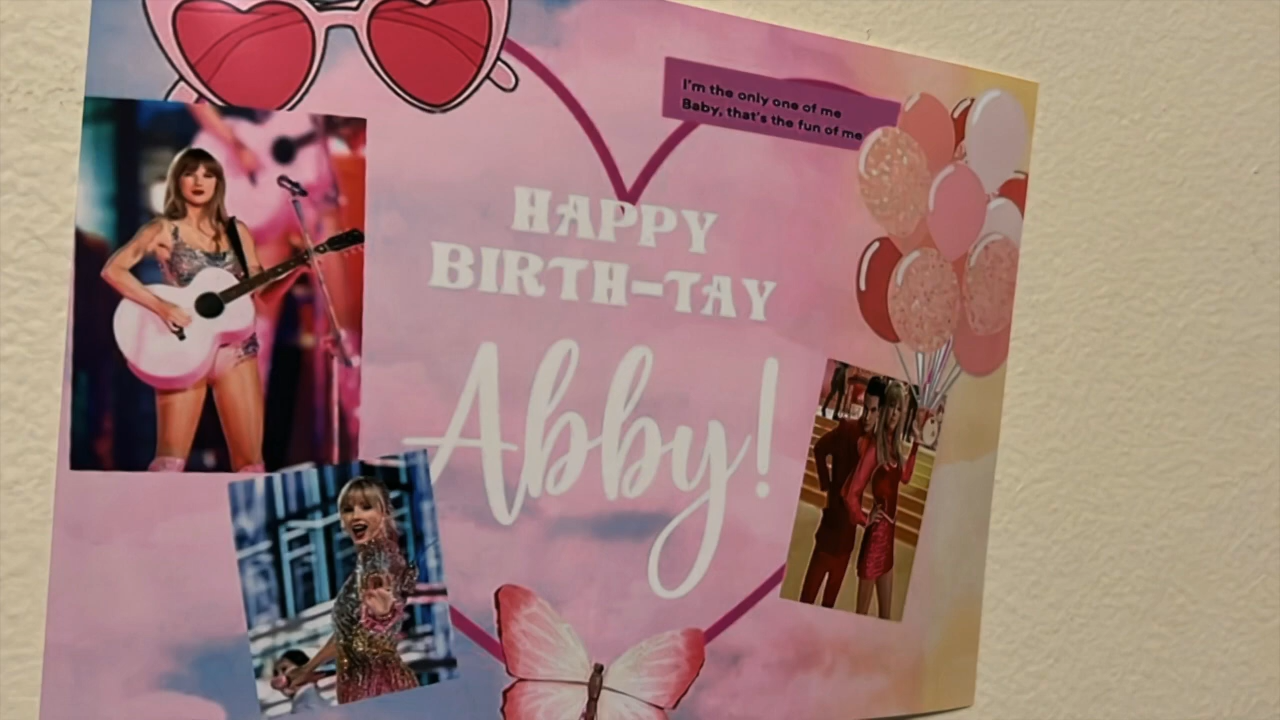 I'm the only one of me
Baby, that's the fun of me
HAPPY
BIRTH-TAY
Abby!